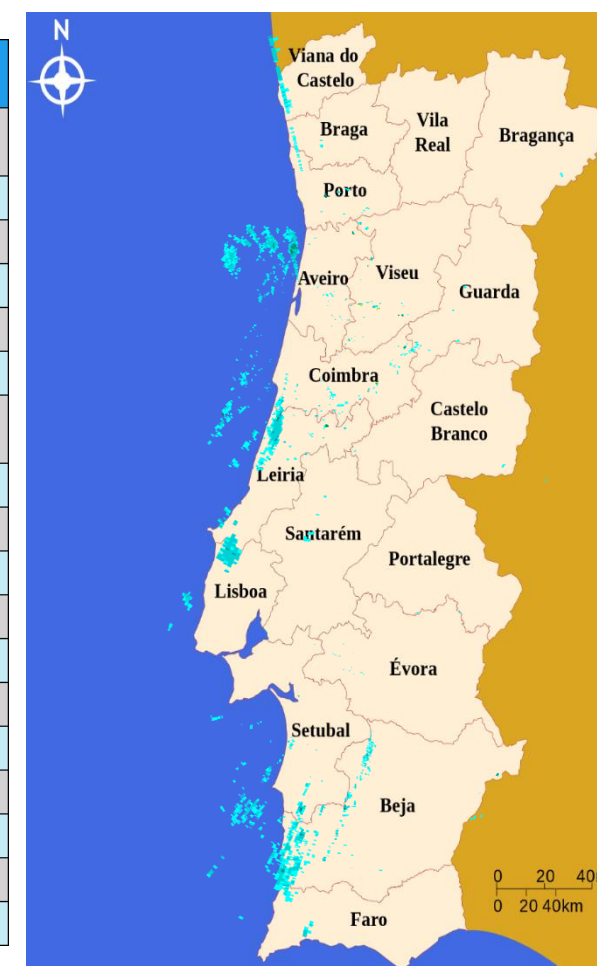 N
Viana do
Castelo
Braga
Vila
Real
Bragança
Porto
Aveiro
Viseu
Guarda
Coimbra
Castelo
Branco
Leiria
Santarém
Portalegre
Lisboa
Évora
Setubal
Beja
Faro
0 20 40
0 20 40km